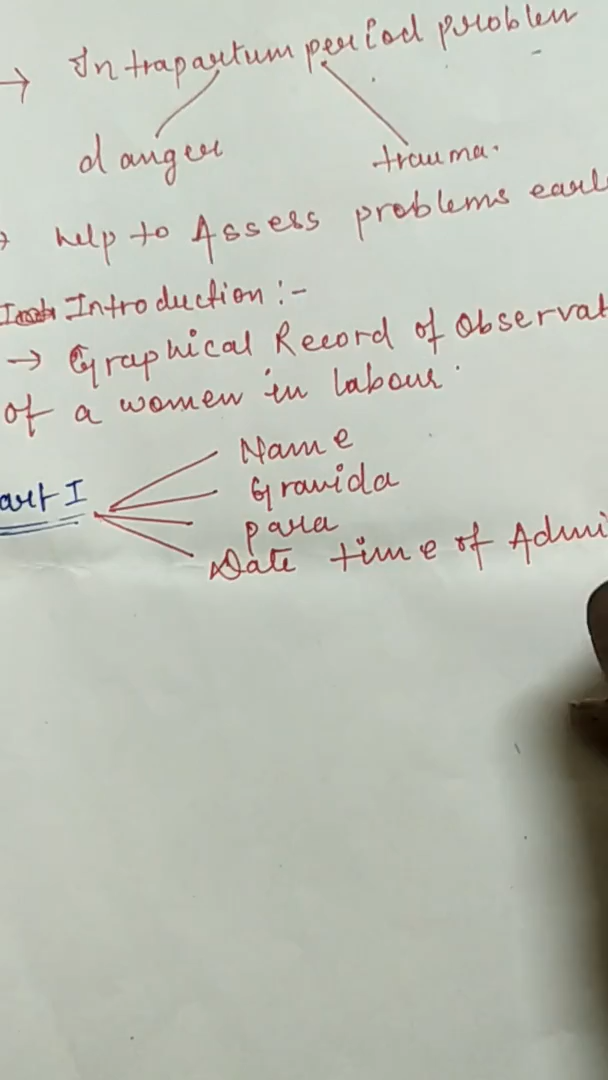 → Intrapartum period problem
danger trauma.
→ help to Assess problems earl
Introduction :-
→ Graphical Record of Observat
of a women in labour.
Name
Gravida
art I
para
Date time of Admi